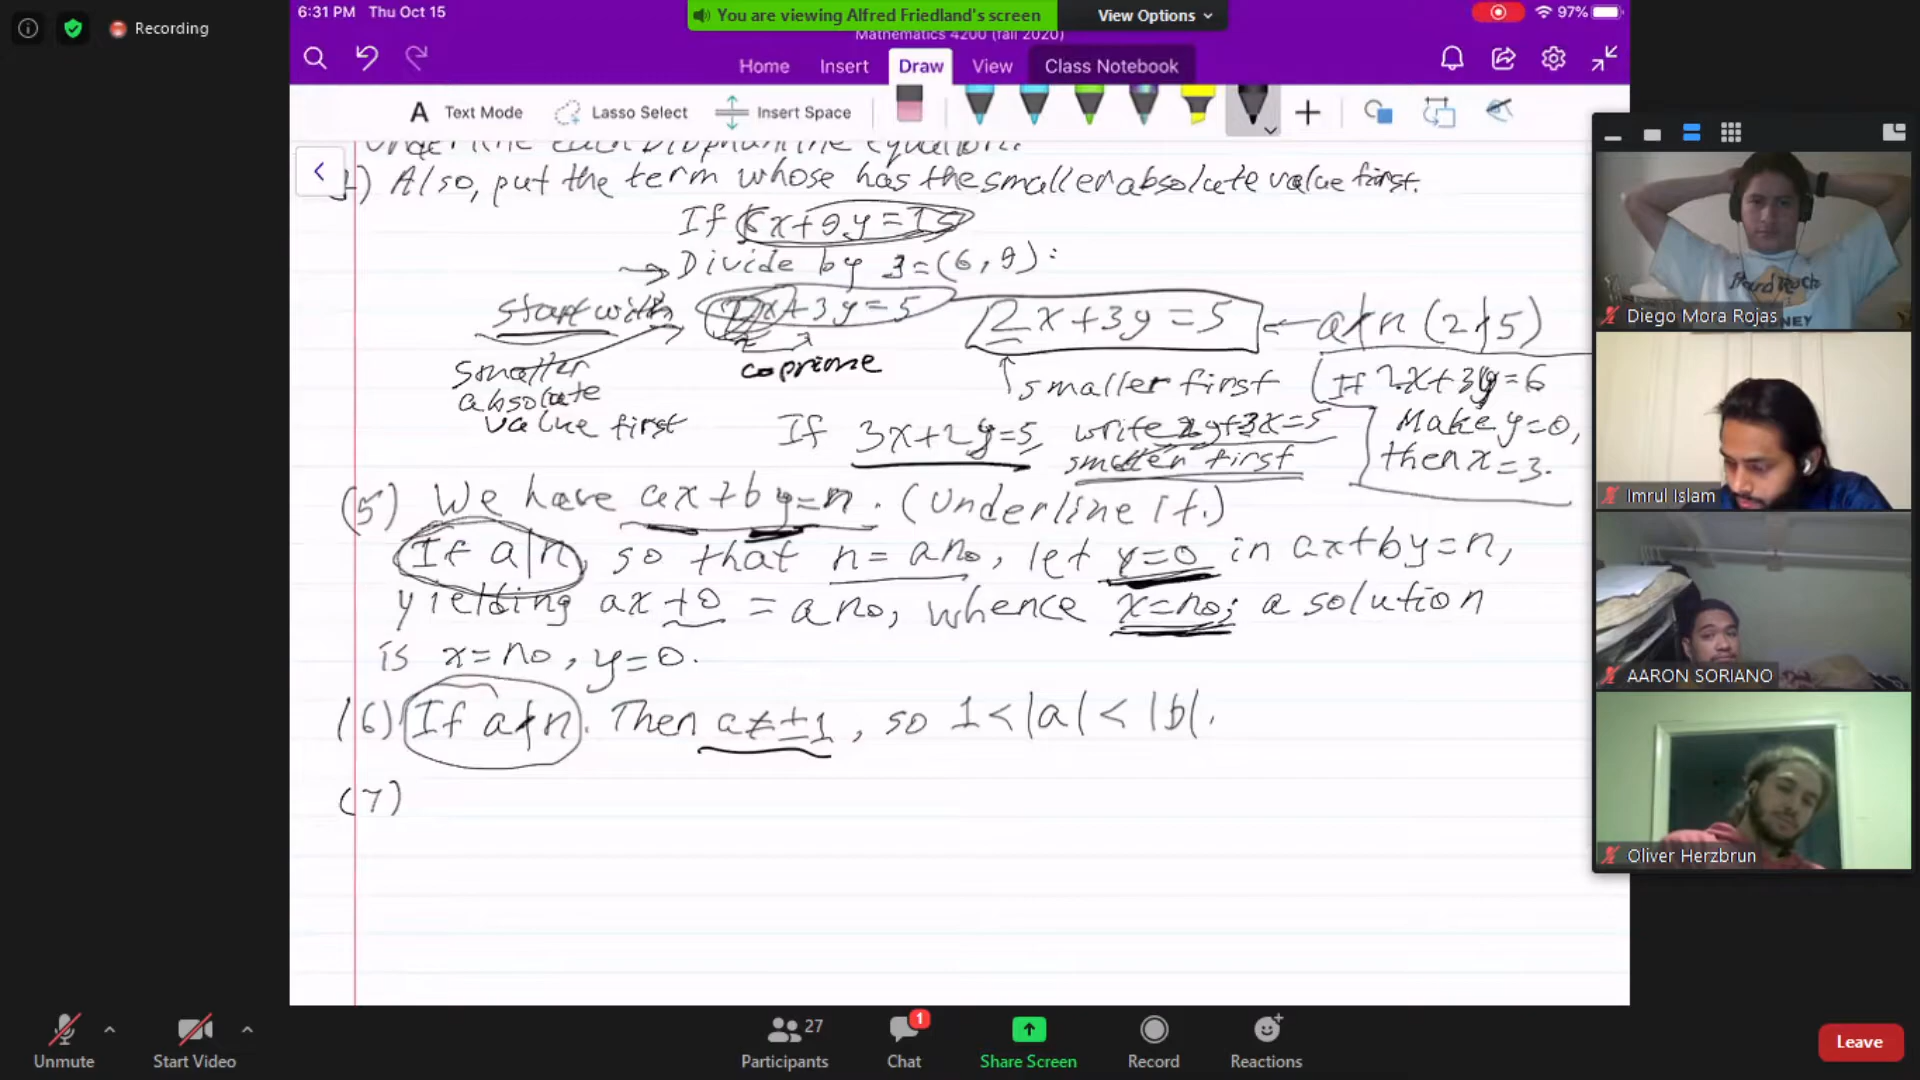 6:31 PM Thu Oct 15
You are viewing Alfred Friedland's screen
View Options
97%
Recording
Mathematics 4200 (fall 2020)
Home Insert Draw View Class Notebook
A Text Mode Lasso Select Insert Space
Underline each Diophantine equation.
4) Also, put the term whose has the smaller absolute value first.
If 6x+9y=15
→ Divide by 3=(6,9):
start with 2x+3y=5 2x+3y=5 ← a∤n (2∤5)
smaller absolute value first
coprime
↑ smaller first
(If 2x+3y=6
Make y=0,
then x=3.
If 3x+2y=5 write 2y+3x=5
smaller first
(5) We have ax+by=n. (Underline it.)
If a|n, so that n=an₀, let y=0 in ax+by=n,
yielding ax+0=an₀, whence x=n₀; a solution
is x=n₀, y=0.
(6) If a∤n. Then a≠±1, so 1<|a|<|b|.
(7)
Diego Mora Rojas
Imrul Islam
AARON SORIANO
Oliver Herzbrun
Unmute
Start Video
27
Participants
1
Chat
Share Screen
Record
Reactions
Leave